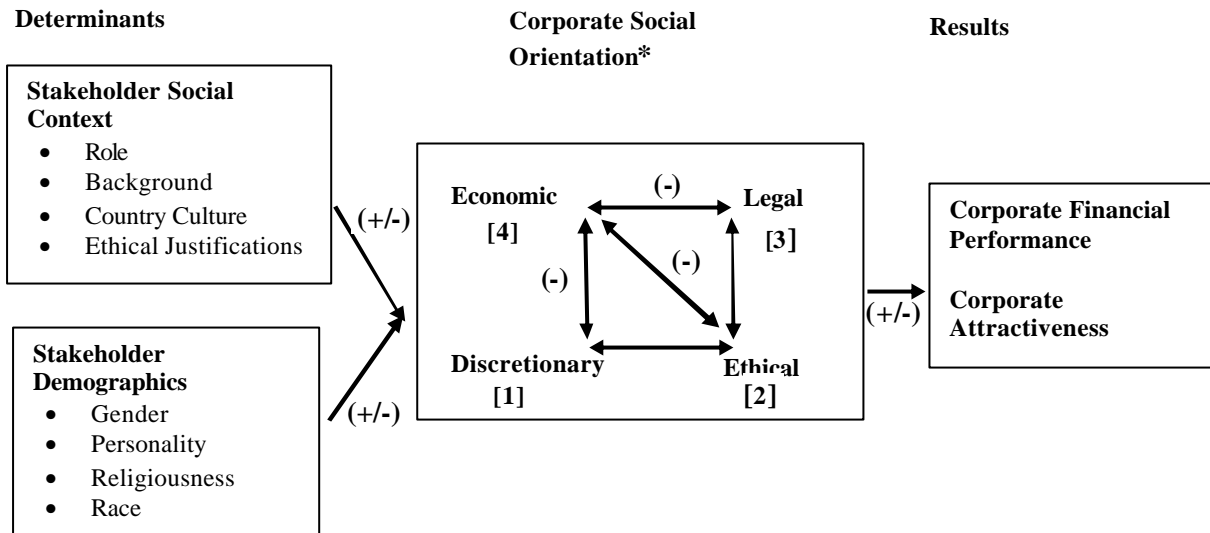 Determinants
Corporate Social
Orientation*
Results
Stakeholder Social
Context
• Role
• Background
• Country Culture
• Ethical Justifications
(+/-)
Stakeholder
Demographics
• Gender
• Personality
• Religiousness
• Race
(+/-)
Economic
[4]
(-)
Legal
[3]
(-)
(-)
Discretionary
[1]
Ethical
[2]
(+/-)
Corporate Financial
Performance
Corporate
Attractiveness